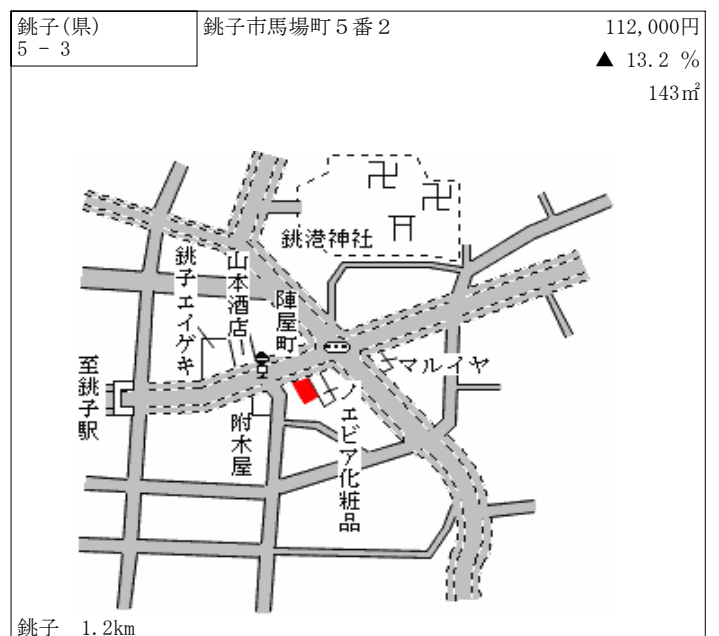 銚子(県)
5 - 3
銚子市馬場町５番２
112,000円
▲ 13.2 %
143㎡
銚港神社
山本酒店
銚子エイゲキ
陣屋町
マルイヤ
至銚子駅
附木屋
ノエビア化粧品
銚子 1.2km